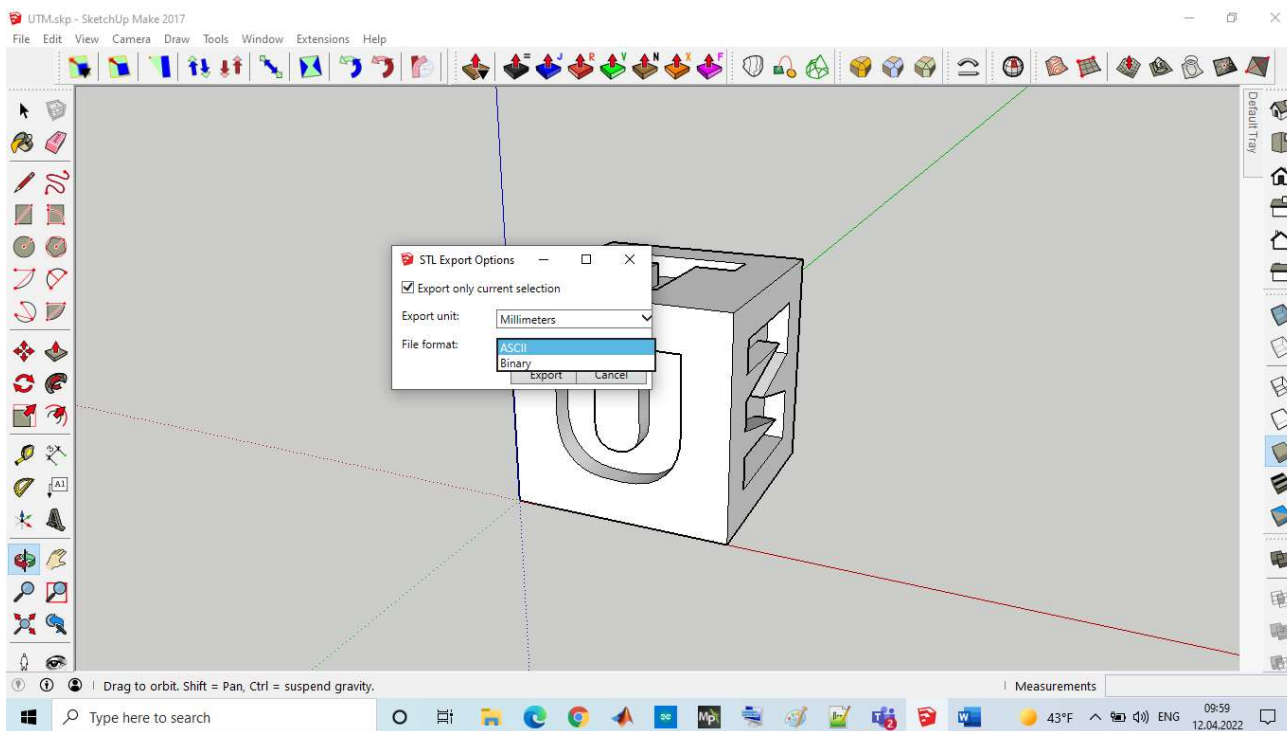 UTM.skp - SketchUp Make 2017
File Edit View Camera Draw Tools Window Extensions Help
= J R V N X F
Default Tray
STL Export Options
Export only current selection
Export unit: Millimeters
File format: ASCII
Binary
Export Cancel
U
A1
Drag to orbit. Shift = Pan, Ctrl = suspend gravity.
Measurements
Type here to search
43°F ENG 09:59
12.04.2022